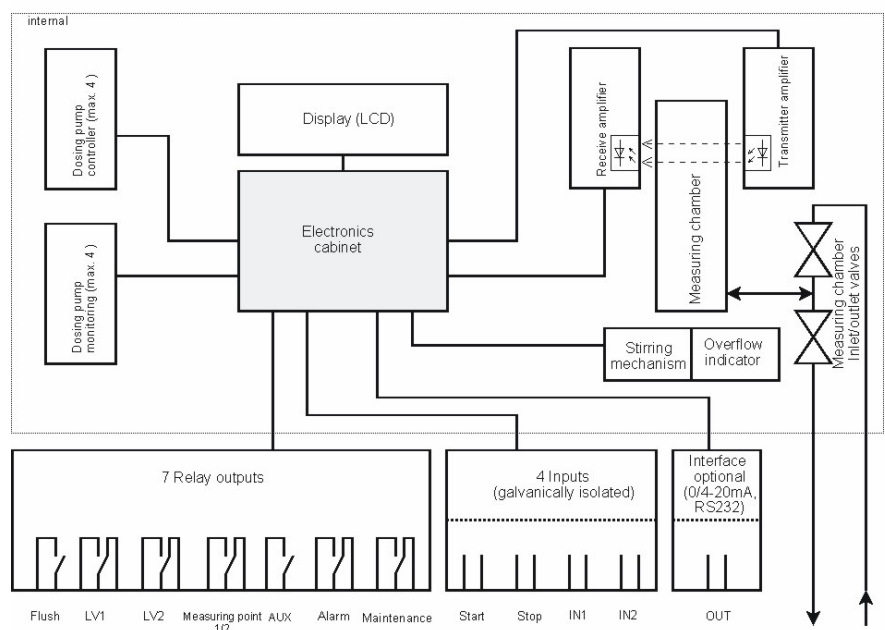 internal
Dosing pump
controller (max. 4 )
Display (LCD)
Receive amplifier
Transmitter amplifier
Measuring chamber
Electronics
cabinet
Dosing pump
monitoring (max. 4 )
Measuring chamber
Inlet/outlet valves
Stirring
mechanism
Overflow
indicator
7 Relay outputs
4 Inputs
(galvanically isolated)
Interface
optional
(0/4-20mA,
RS232)
Flush
LV1
LV2
Measuring point
1/2
AUX
Alarm
Maintenance
Start
Stop
IN1
IN2
OUT